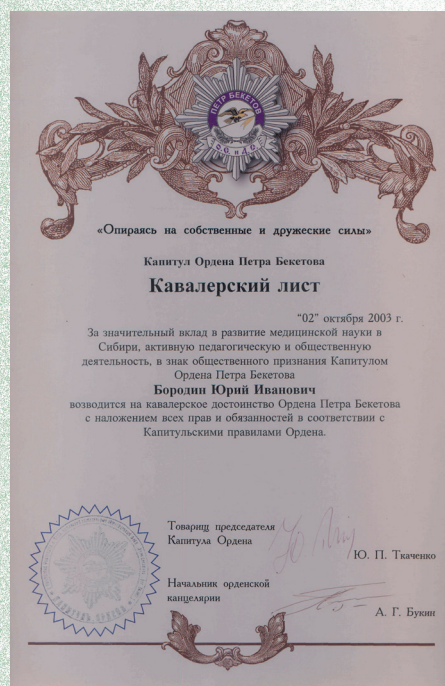 ПЕТР БЕКЕТОВ
«Опираясь на собственные и дружеские силы»
Капитул Ордена Петра Бекетова
Кавалерский лист
"02" октября 2003 г.
За значительный вклад в развитие медицинской науки в
Сибири, активную педагогическую и общественную
деятельность, в знак общественного признания Капитулом
Ордена Петра Бекетова
Бородин Юрий Иванович
возводится на кавалерское достоинство Ордена Петра Бекетова
с наложением всех прав и обязанностей в соответствии с
Капитульскими правилами Ордена.
Товарищ председателя
Капитула Ордена
Ю. П. Ткаченко
Начальник орденской
канцелярии
А. Г. Букин